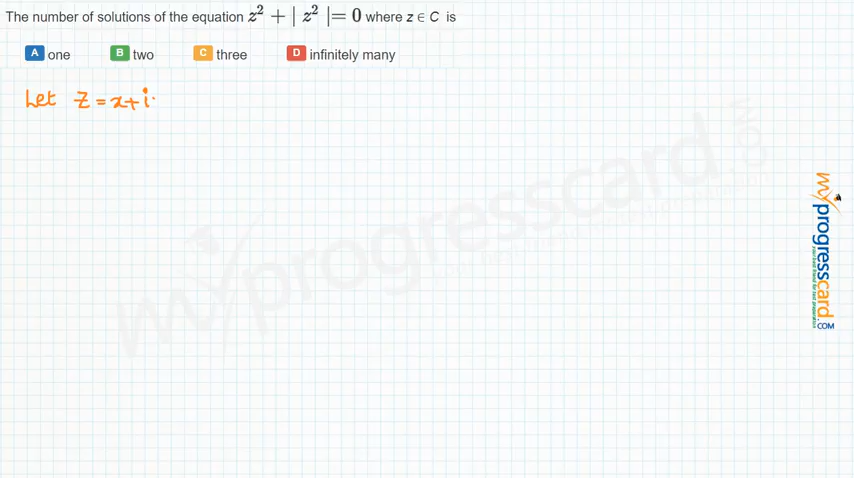 The number of solutions of the equation z² + | z² |= 0 where z ∈ C is
A one B two C three D infinitely many
Let z = x + i
myprogresscard
.COM